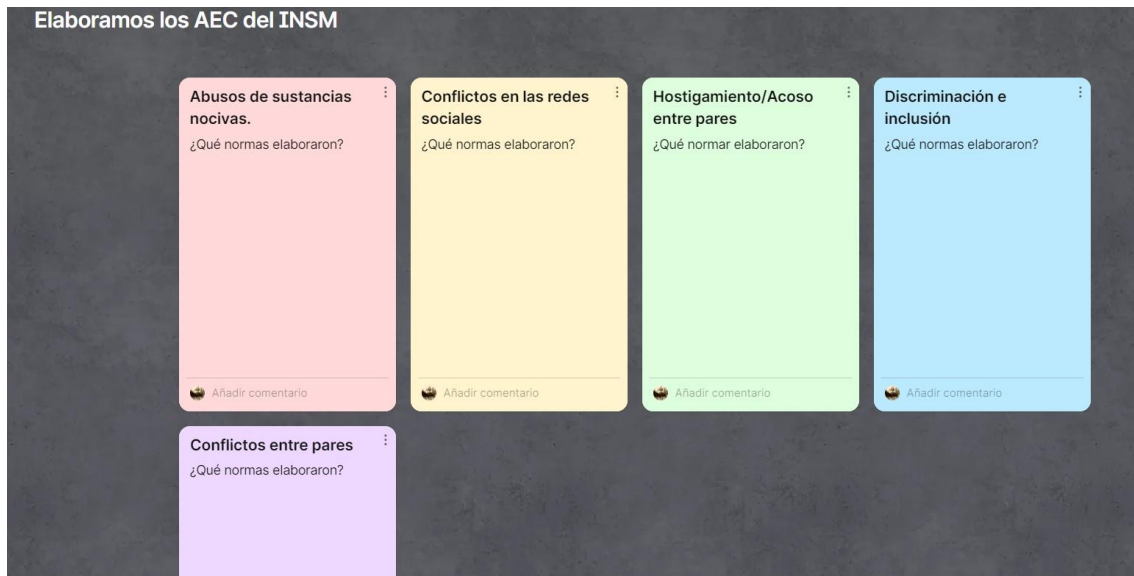 Elaboramos los AEC del INSM
Abusos de sustancias
nocivas.
¿Qué normas elaboraron?
Añadir comentario
Conflictos en las redes
sociales
¿Qué normas elaboraron?
Añadir comentario
Hostigamiento/Acoso
entre pares
¿Qué normar elaboraron?
Añadir comentario
Discriminación e
inclusión
¿Qué normas elaboraron?
Añadir comentario
Conflictos entre pares
¿Qué normas elaboraron?